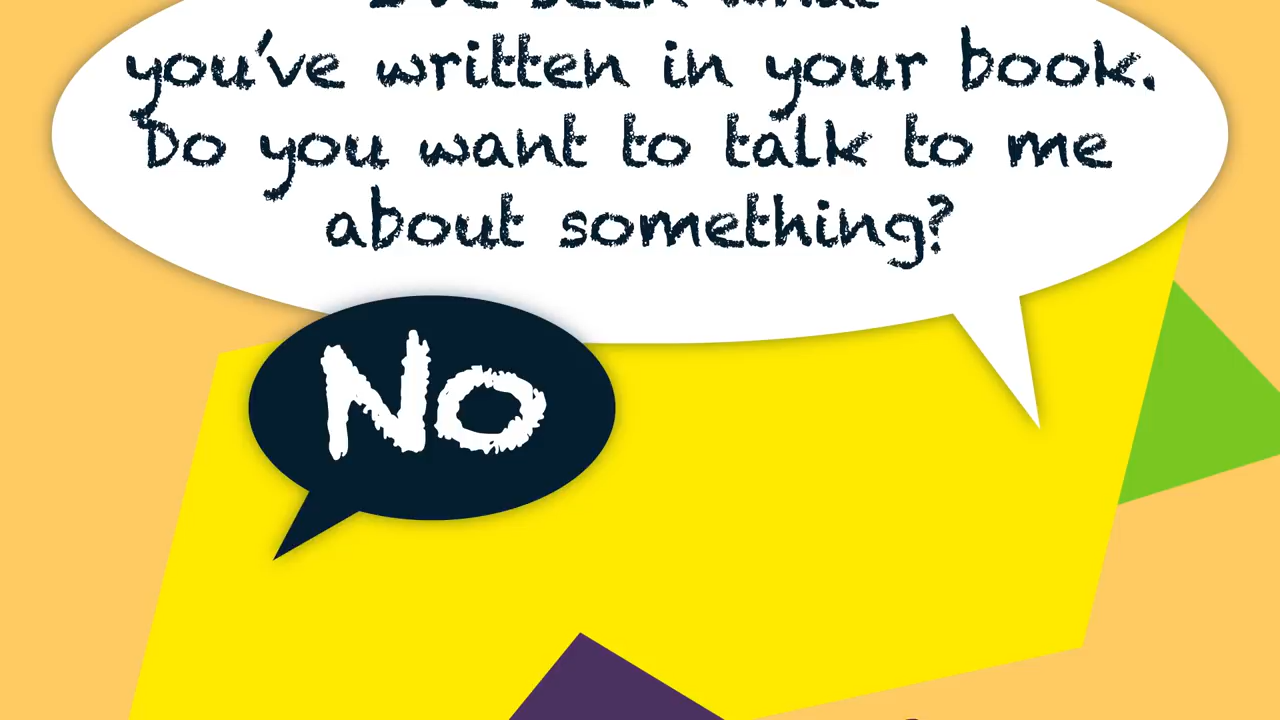 you've written in your book.
Do you want to talk to me
about something?
No